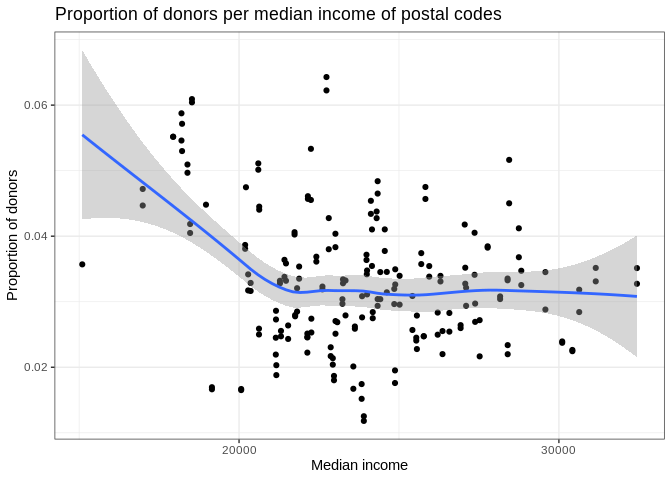 Proportion of donors per median income of postal codes
Proportion of donors
0.06
0.04
0.02
20000
30000
Median income